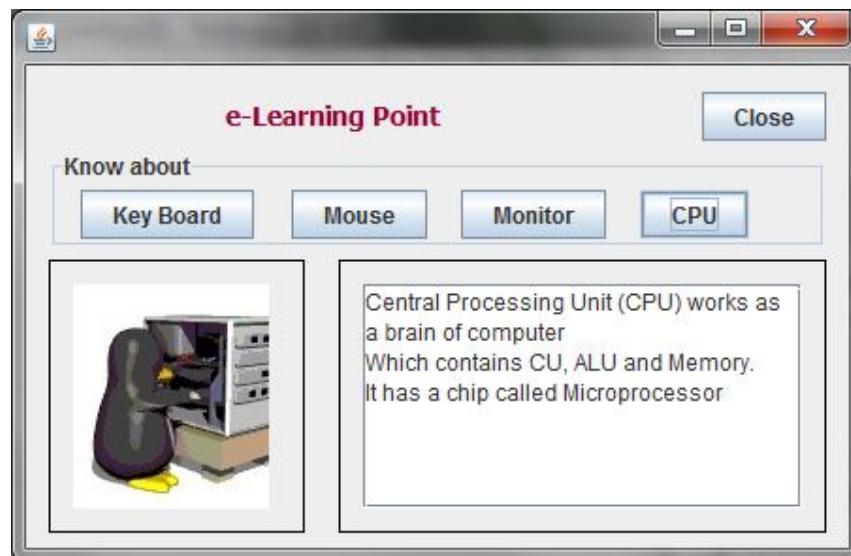 e-Learning Point
Close
Know about
Key Board
Mouse
Monitor
CPU
Central Processing Unit (CPU) works as
a brain of computer
Which contains CU, ALU and Memory.
It has a chip called Microprocessor